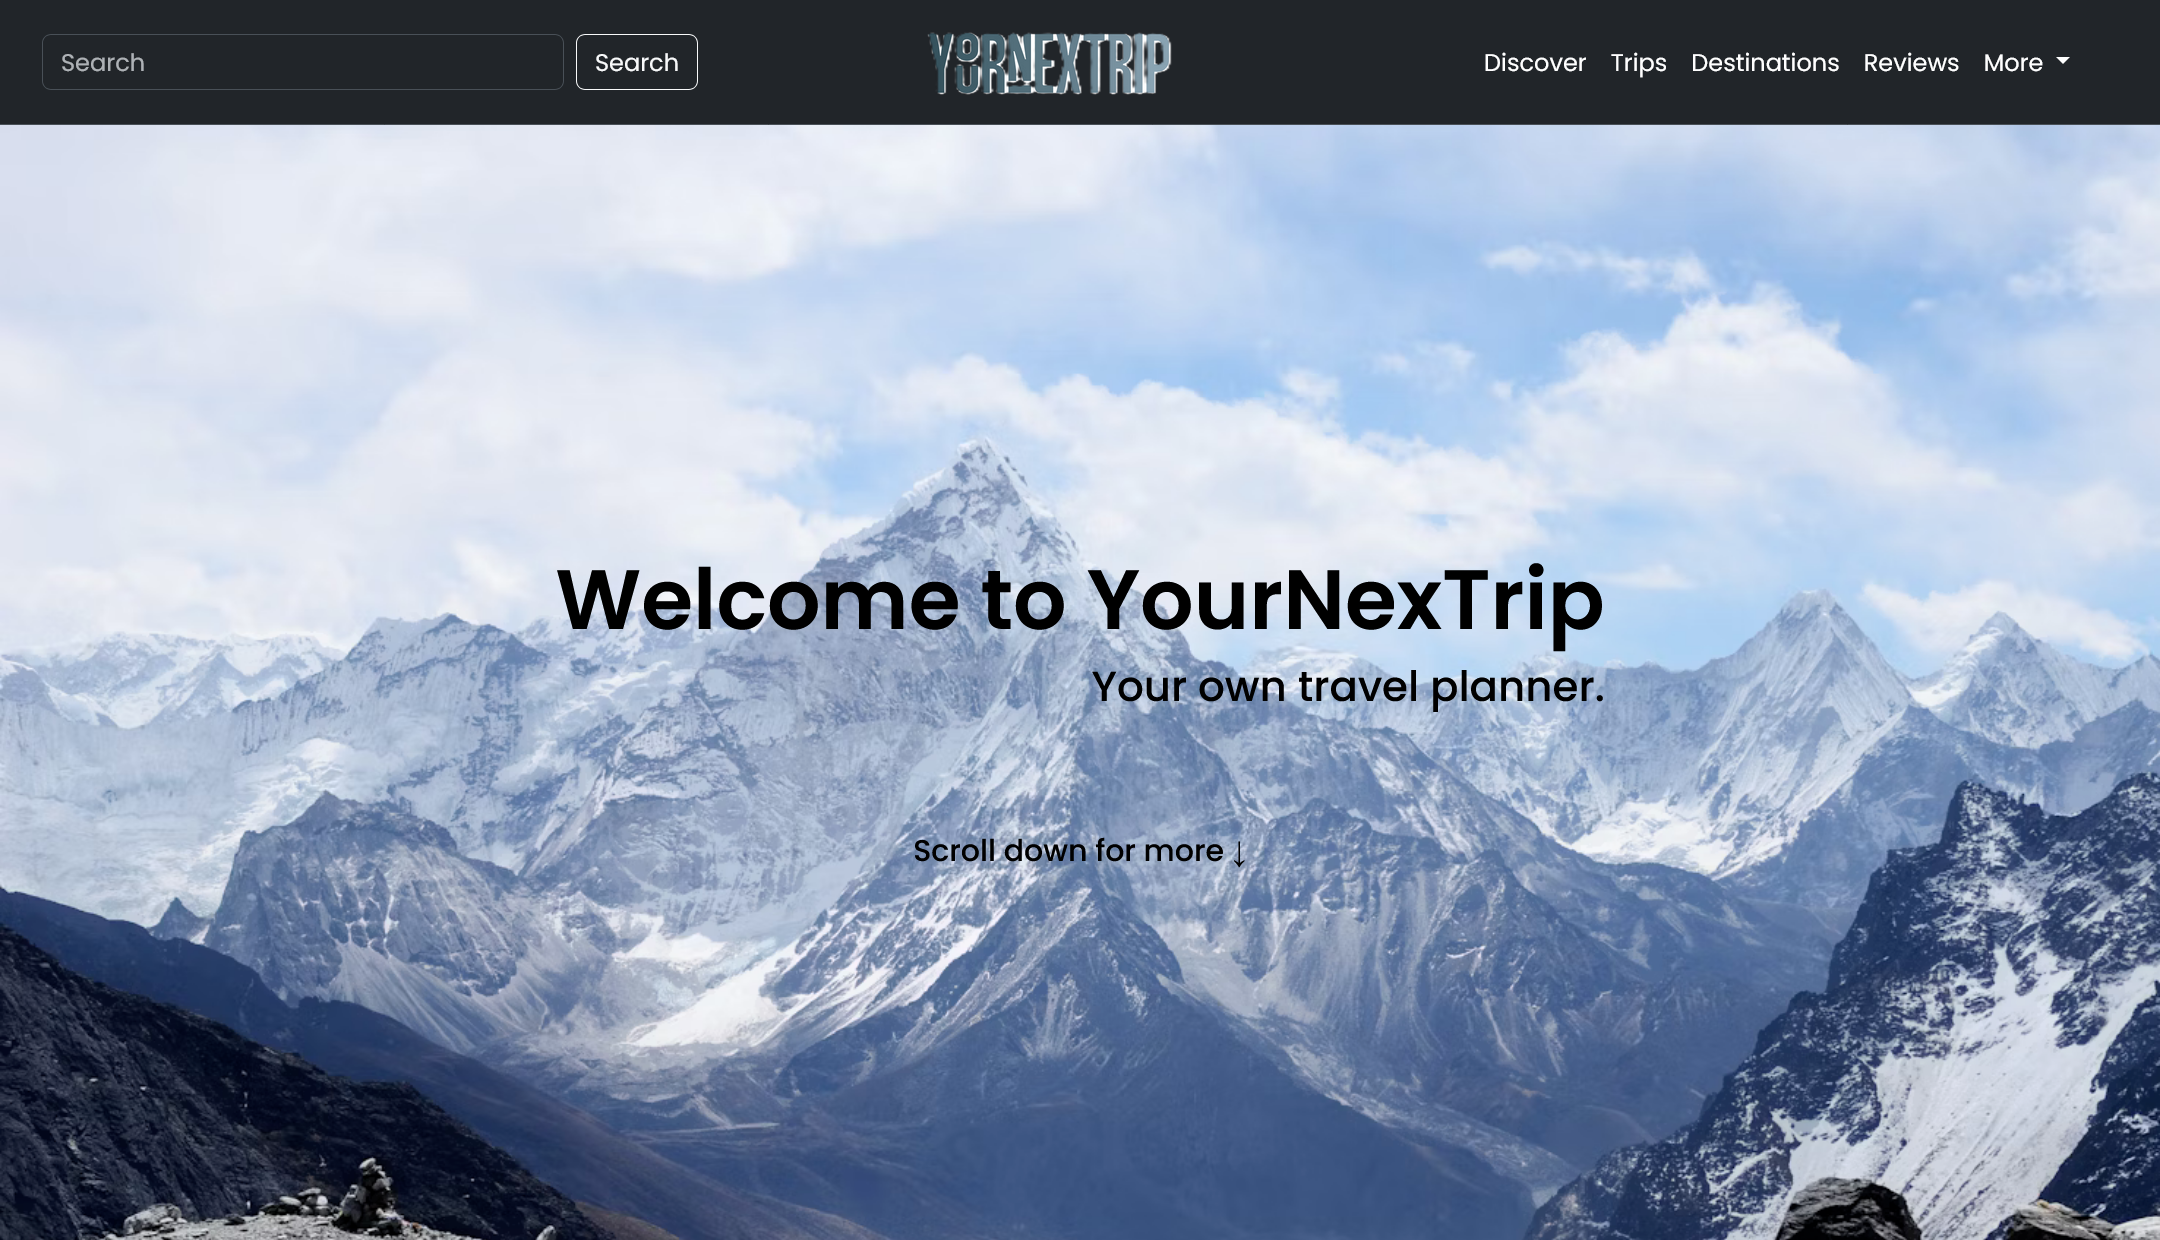 Search
Search
YOURNEXTRIP
Discover Trips Destinations Reviews More
Welcome to YourNexTrip
Your own travel planner.
Scroll down for more ↓